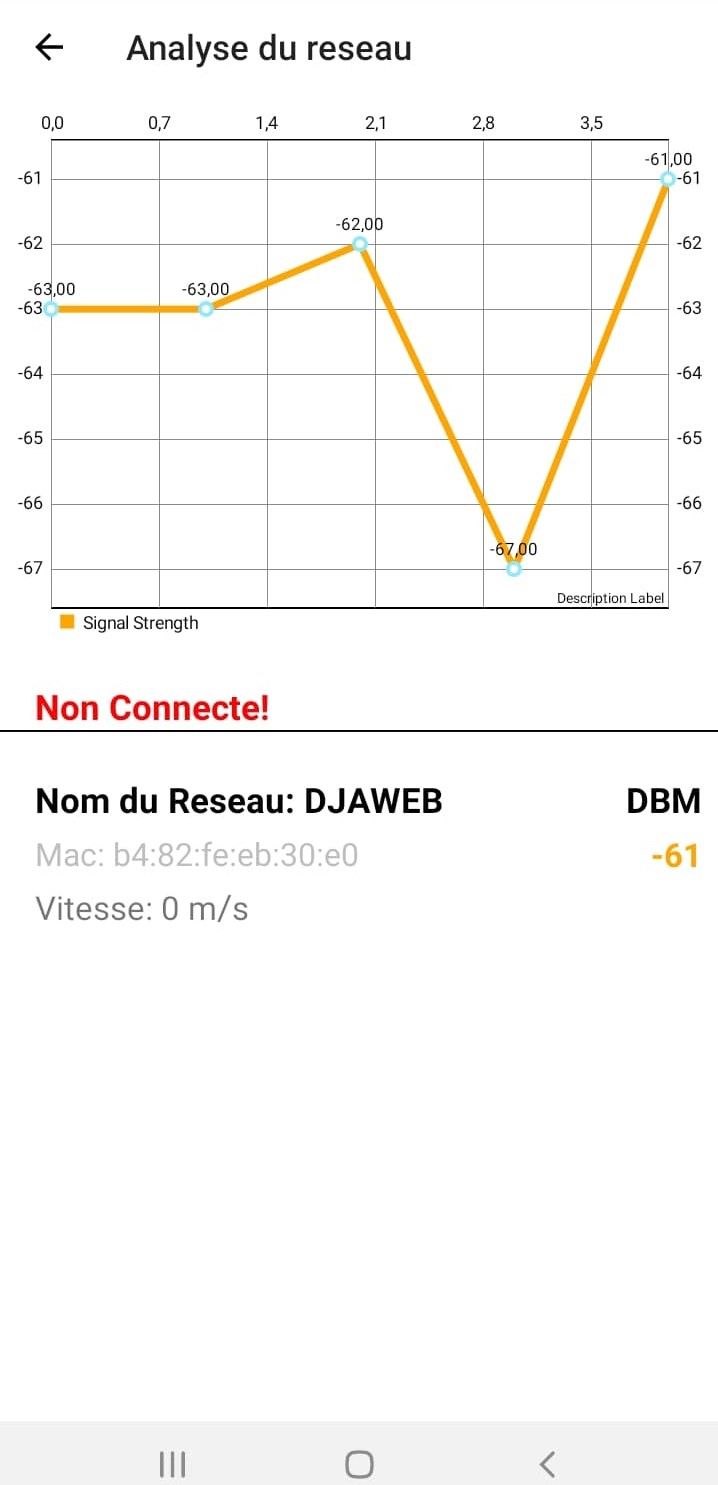 Analyse du reseau
0,0 0,7 1,4 2,1 2,8 3,5
-61,00
-61 -61
-62,00
-62 -62
-63,00 -63,00
-63 -63
-64 -64
-65 -65
-66 -66
-67,00
-67 -67
Description Label
Signal Strength
Non Connecte!
Nom du Reseau: DJAWEB DBM
Mac: b4:82:fe:eb:30:e0 -61
Vitesse: 0 m/s